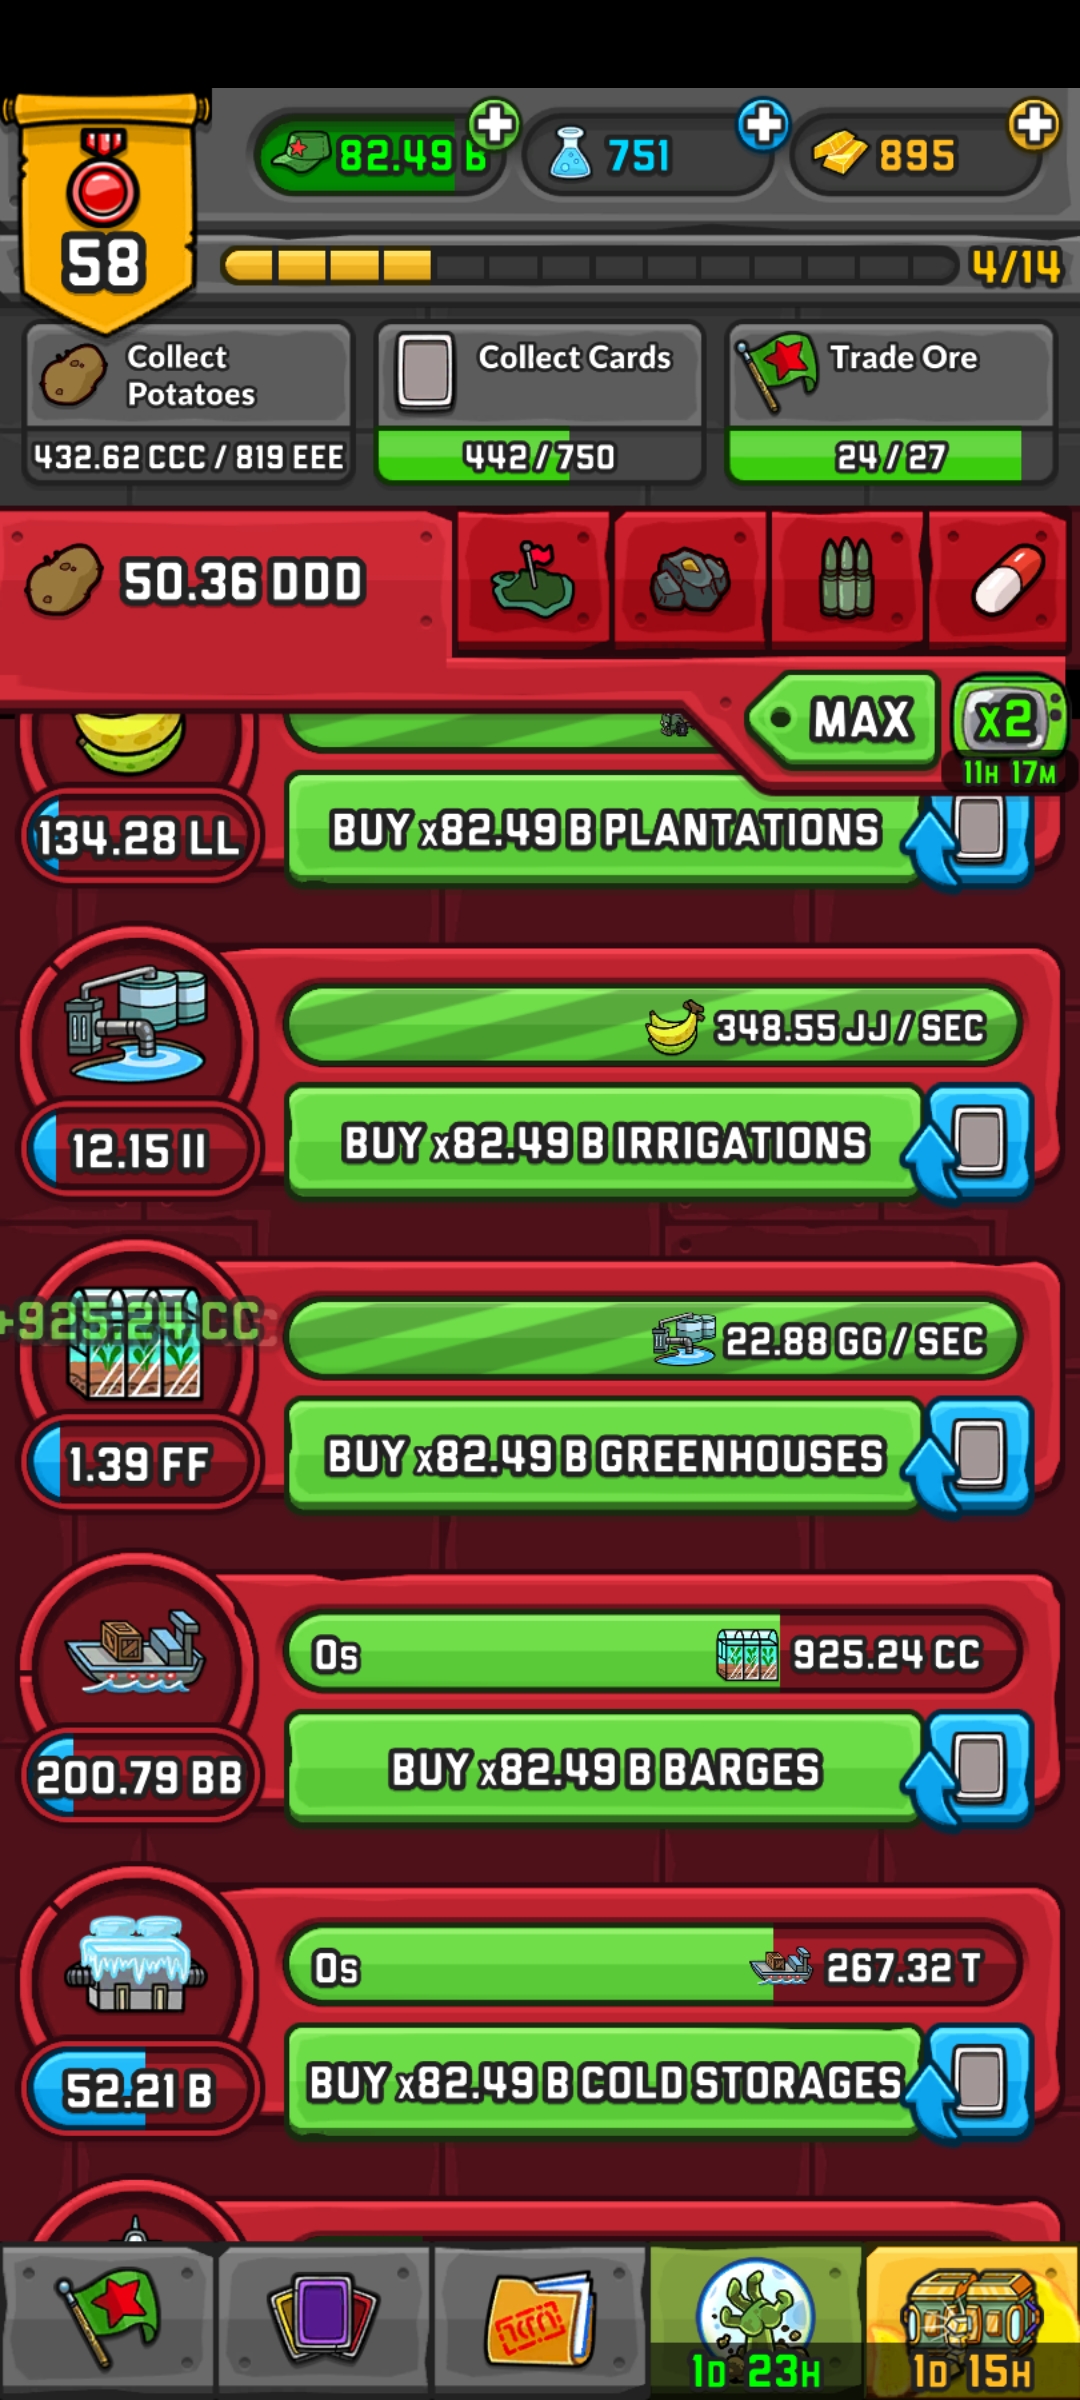 82.49 B
751
895
58
4/14
Collect Potatoes
432.62 CCC / 819 EEE
Collect Cards
442/750
Trade Ore
24/27
50.36 DDD
MAX
x2
11H 17M
134.28 LL
BUY x82.49 B PLANTATIONS
348.55 JJ / SEC
12.15 II
BUY x82.49 B IRRIGATIONS
+925.24 CC
22.88 GG / SEC
1.39 FF
BUY x82.49 B GREENHOUSES
0s
925.24 CC
200.79 BB
BUY x82.49 B BARGES
0s
267.32 T
52.21 B
BUY x82.49 B COLD STORAGES
1D 23H
1D 15H